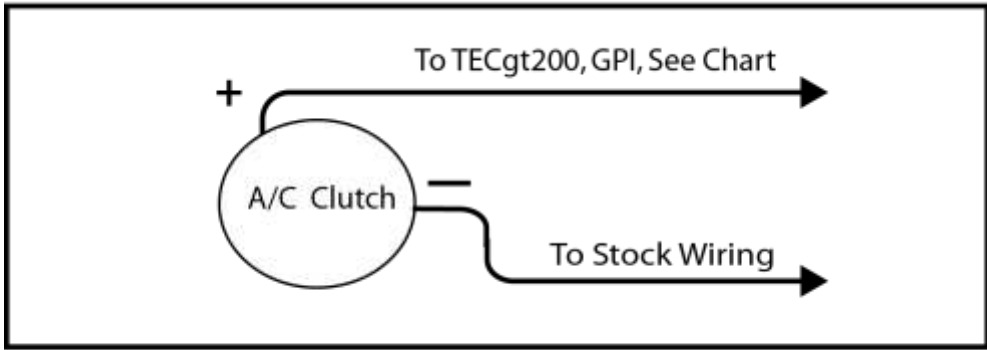 To TECgt200, GPI, See Chart
+
A/C Clutch
—
To Stock Wiring